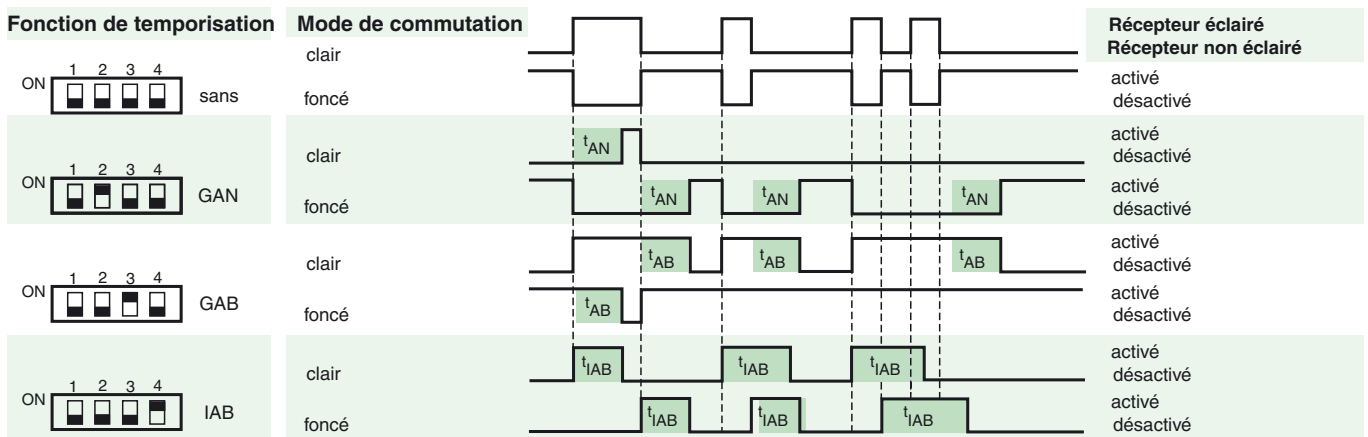 Fonction de temporisation
Mode de commutation
Récepteur éclairé
Récepteur non éclairé
ON 1 2 3 4 sans
clair
foncé
activé
désactivé
ON 1 2 3 4 GAN
clair
tAN
activé
désactivé
foncé
tAN tAN tAN
activé
désactivé
ON 1 2 3 4 GAB
clair
tAB tAB tAB
activé
désactivé
foncé
tAB
activé
désactivé
ON 1 2 3 4 IAB
clair
tIAB tIAB tIAB
activé
désactivé
foncé
tIAB tIAB tIAB
activé
désactivé